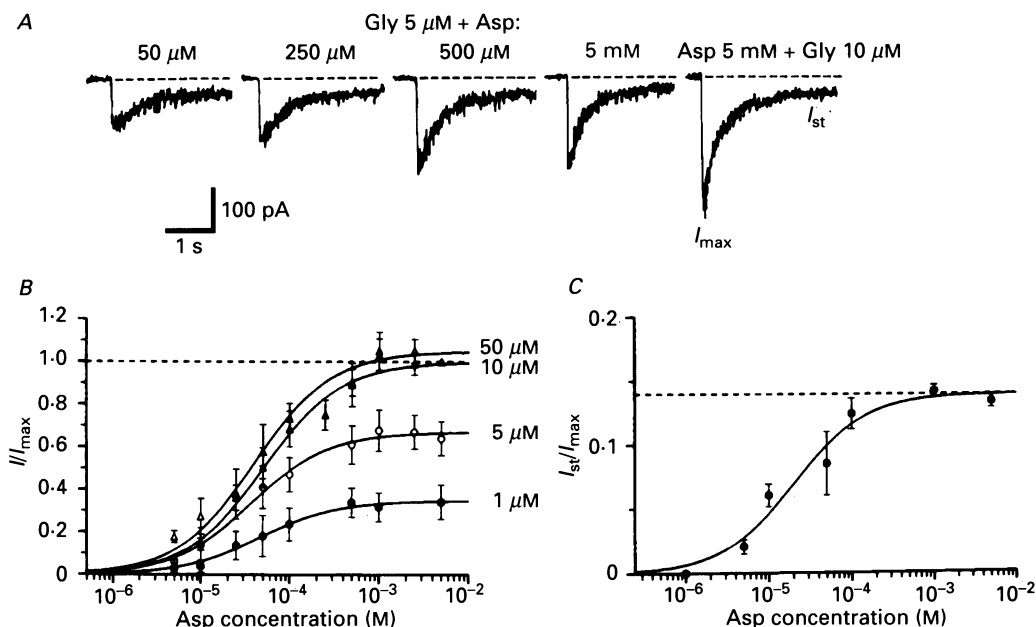 A
Gly 5 μM + Asp:
50 μM 250 μM 500 μM 5 mM Asp 5 mM + Gly 10 μM
Ist
Imax
100 pA
1 s
B
I/Imax
1·2
1·0
0·8
0·6
0·4
0·2
0
50 μM
10 μM
5 μM
1 μM
10−6 10−5 10−4 10−3 10−2
Asp concentration (M)
C
Ist/Imax
0·2
0·1
0
10−6 10−5 10−4 10−3 10−2
Asp concentration (M)